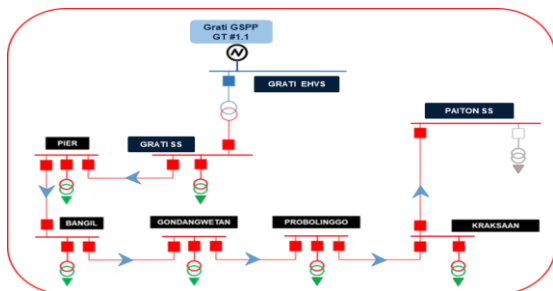 Grati GSPP
GT #1.1
GRATI EHVS
PAITON SS
PIER
GRATI SS
BANGIL
GONDANGWETAN
PROBOLINGGO
KRAKSAAN